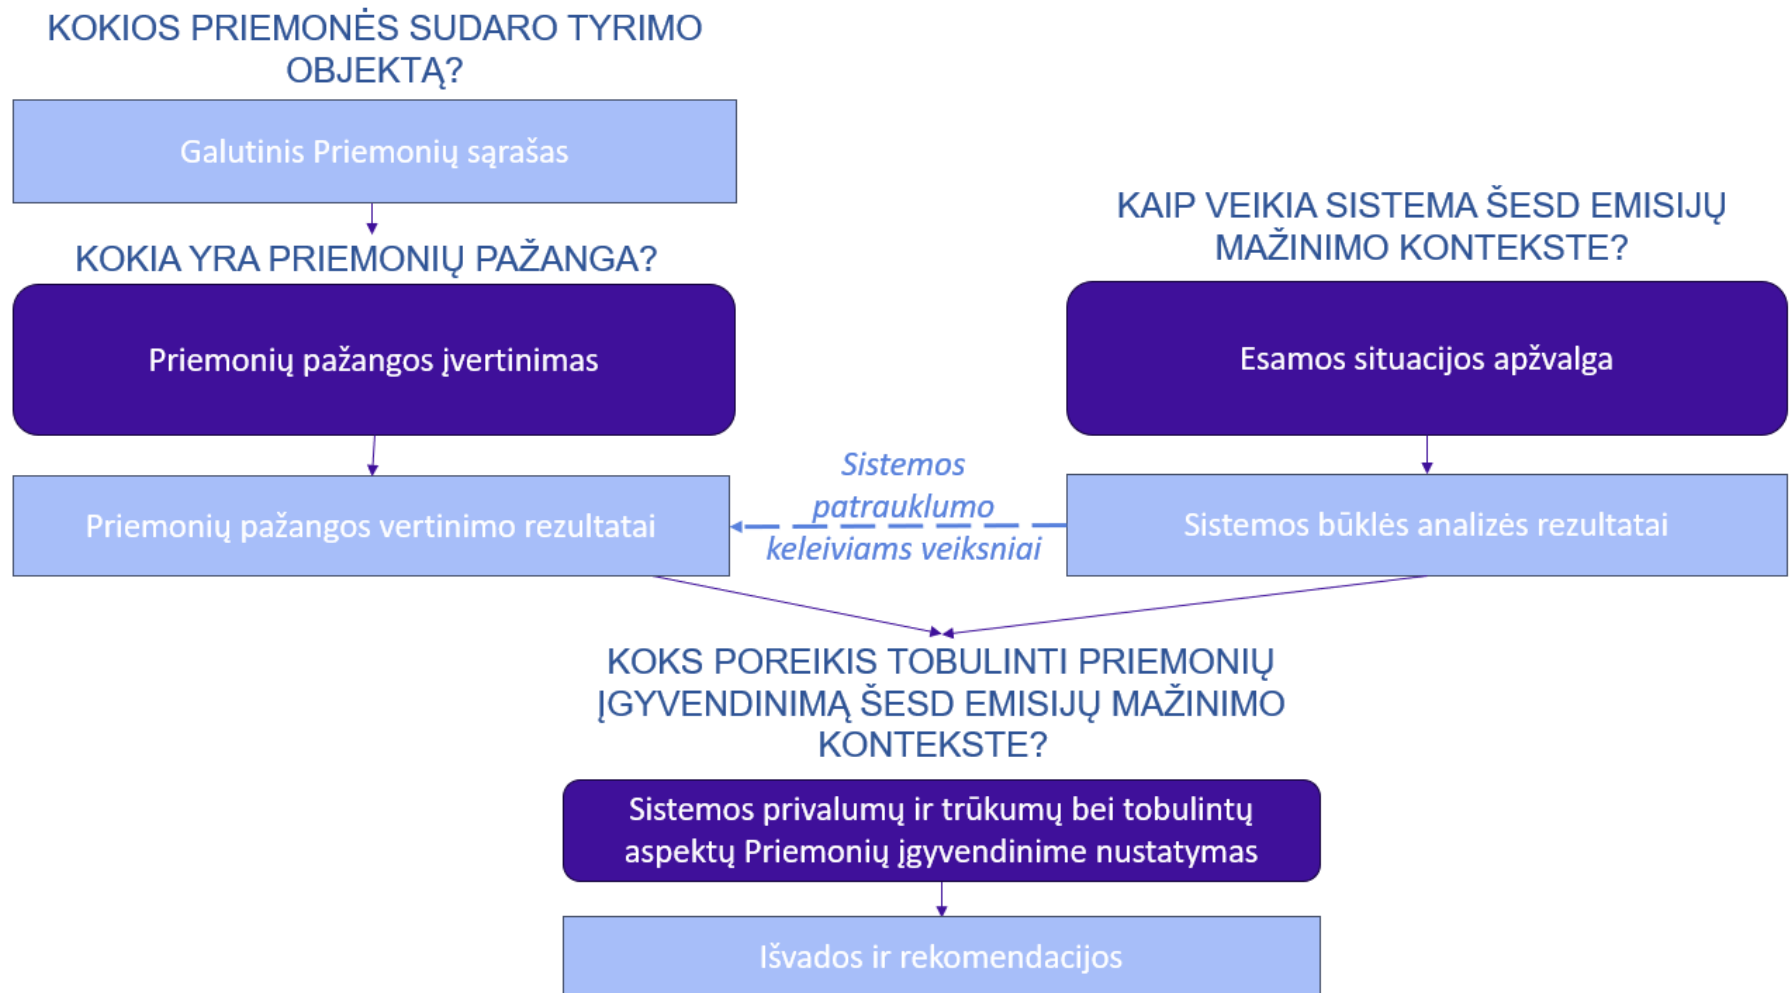 KOKIOS PRIEMONĖS SUDARO TYRIMO
OBJEKTĄ?
Galutinis Priemonių sąrašas
KOKIA YRA PRIEMONIŲ PAŽANGA?
Priemonių pažangos įvertinimas
Priemonių pažangos vertinimo rezultatai
KAIP VEIKIA SISTEMA ŠESD EMISIJŲ
MAŽINIMO KONTEKSTE?
Esamos situacijos apžvalga
Sistemos būklės analizės rezultatai
Sistemos
patrauklumo
keleiviams veiksniai
KOKS POREIKIS TOBULINTI PRIEMONIŲ
ĮGYVENDINIMĄ ŠESD EMISIJŲ MAŽINIMO
KONTEKSTE?
Sistemos privalumų ir trūkumų bei tobulintų
aspektų Priemonių įgyvendinime nustatymas
Išvados ir rekomendacijos